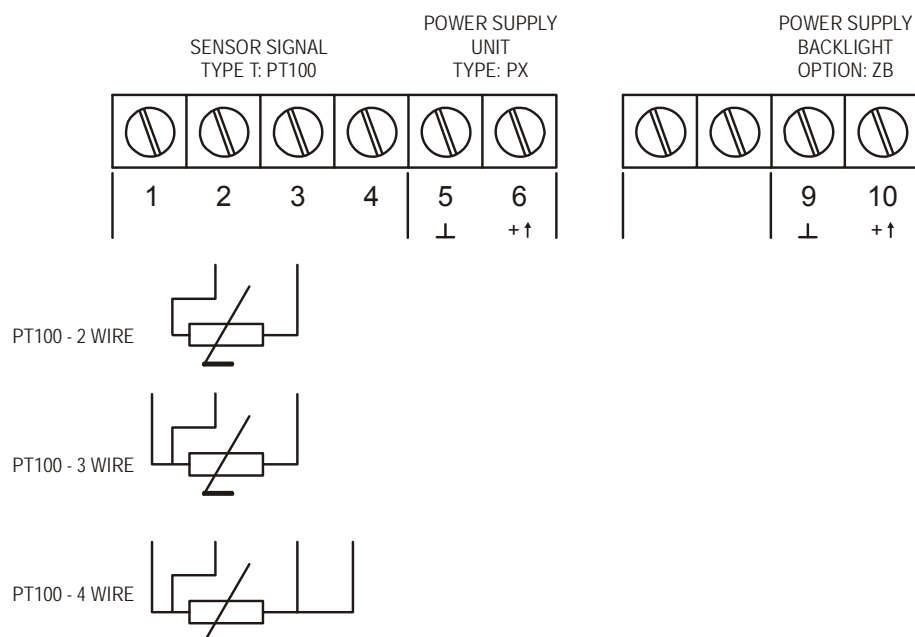 SENSOR SIGNAL
TYPE T: PT100
POWER SUPPLY
UNIT
TYPE: PX
POWER SUPPLY
BACKLIGHT
OPTION: ZB
1 2 3 4 5 6 9 10
⊥ +↑ ⊥ +↑
PT100 - 2 WIRE
PT100 - 3 WIRE
PT100 - 4 WIRE